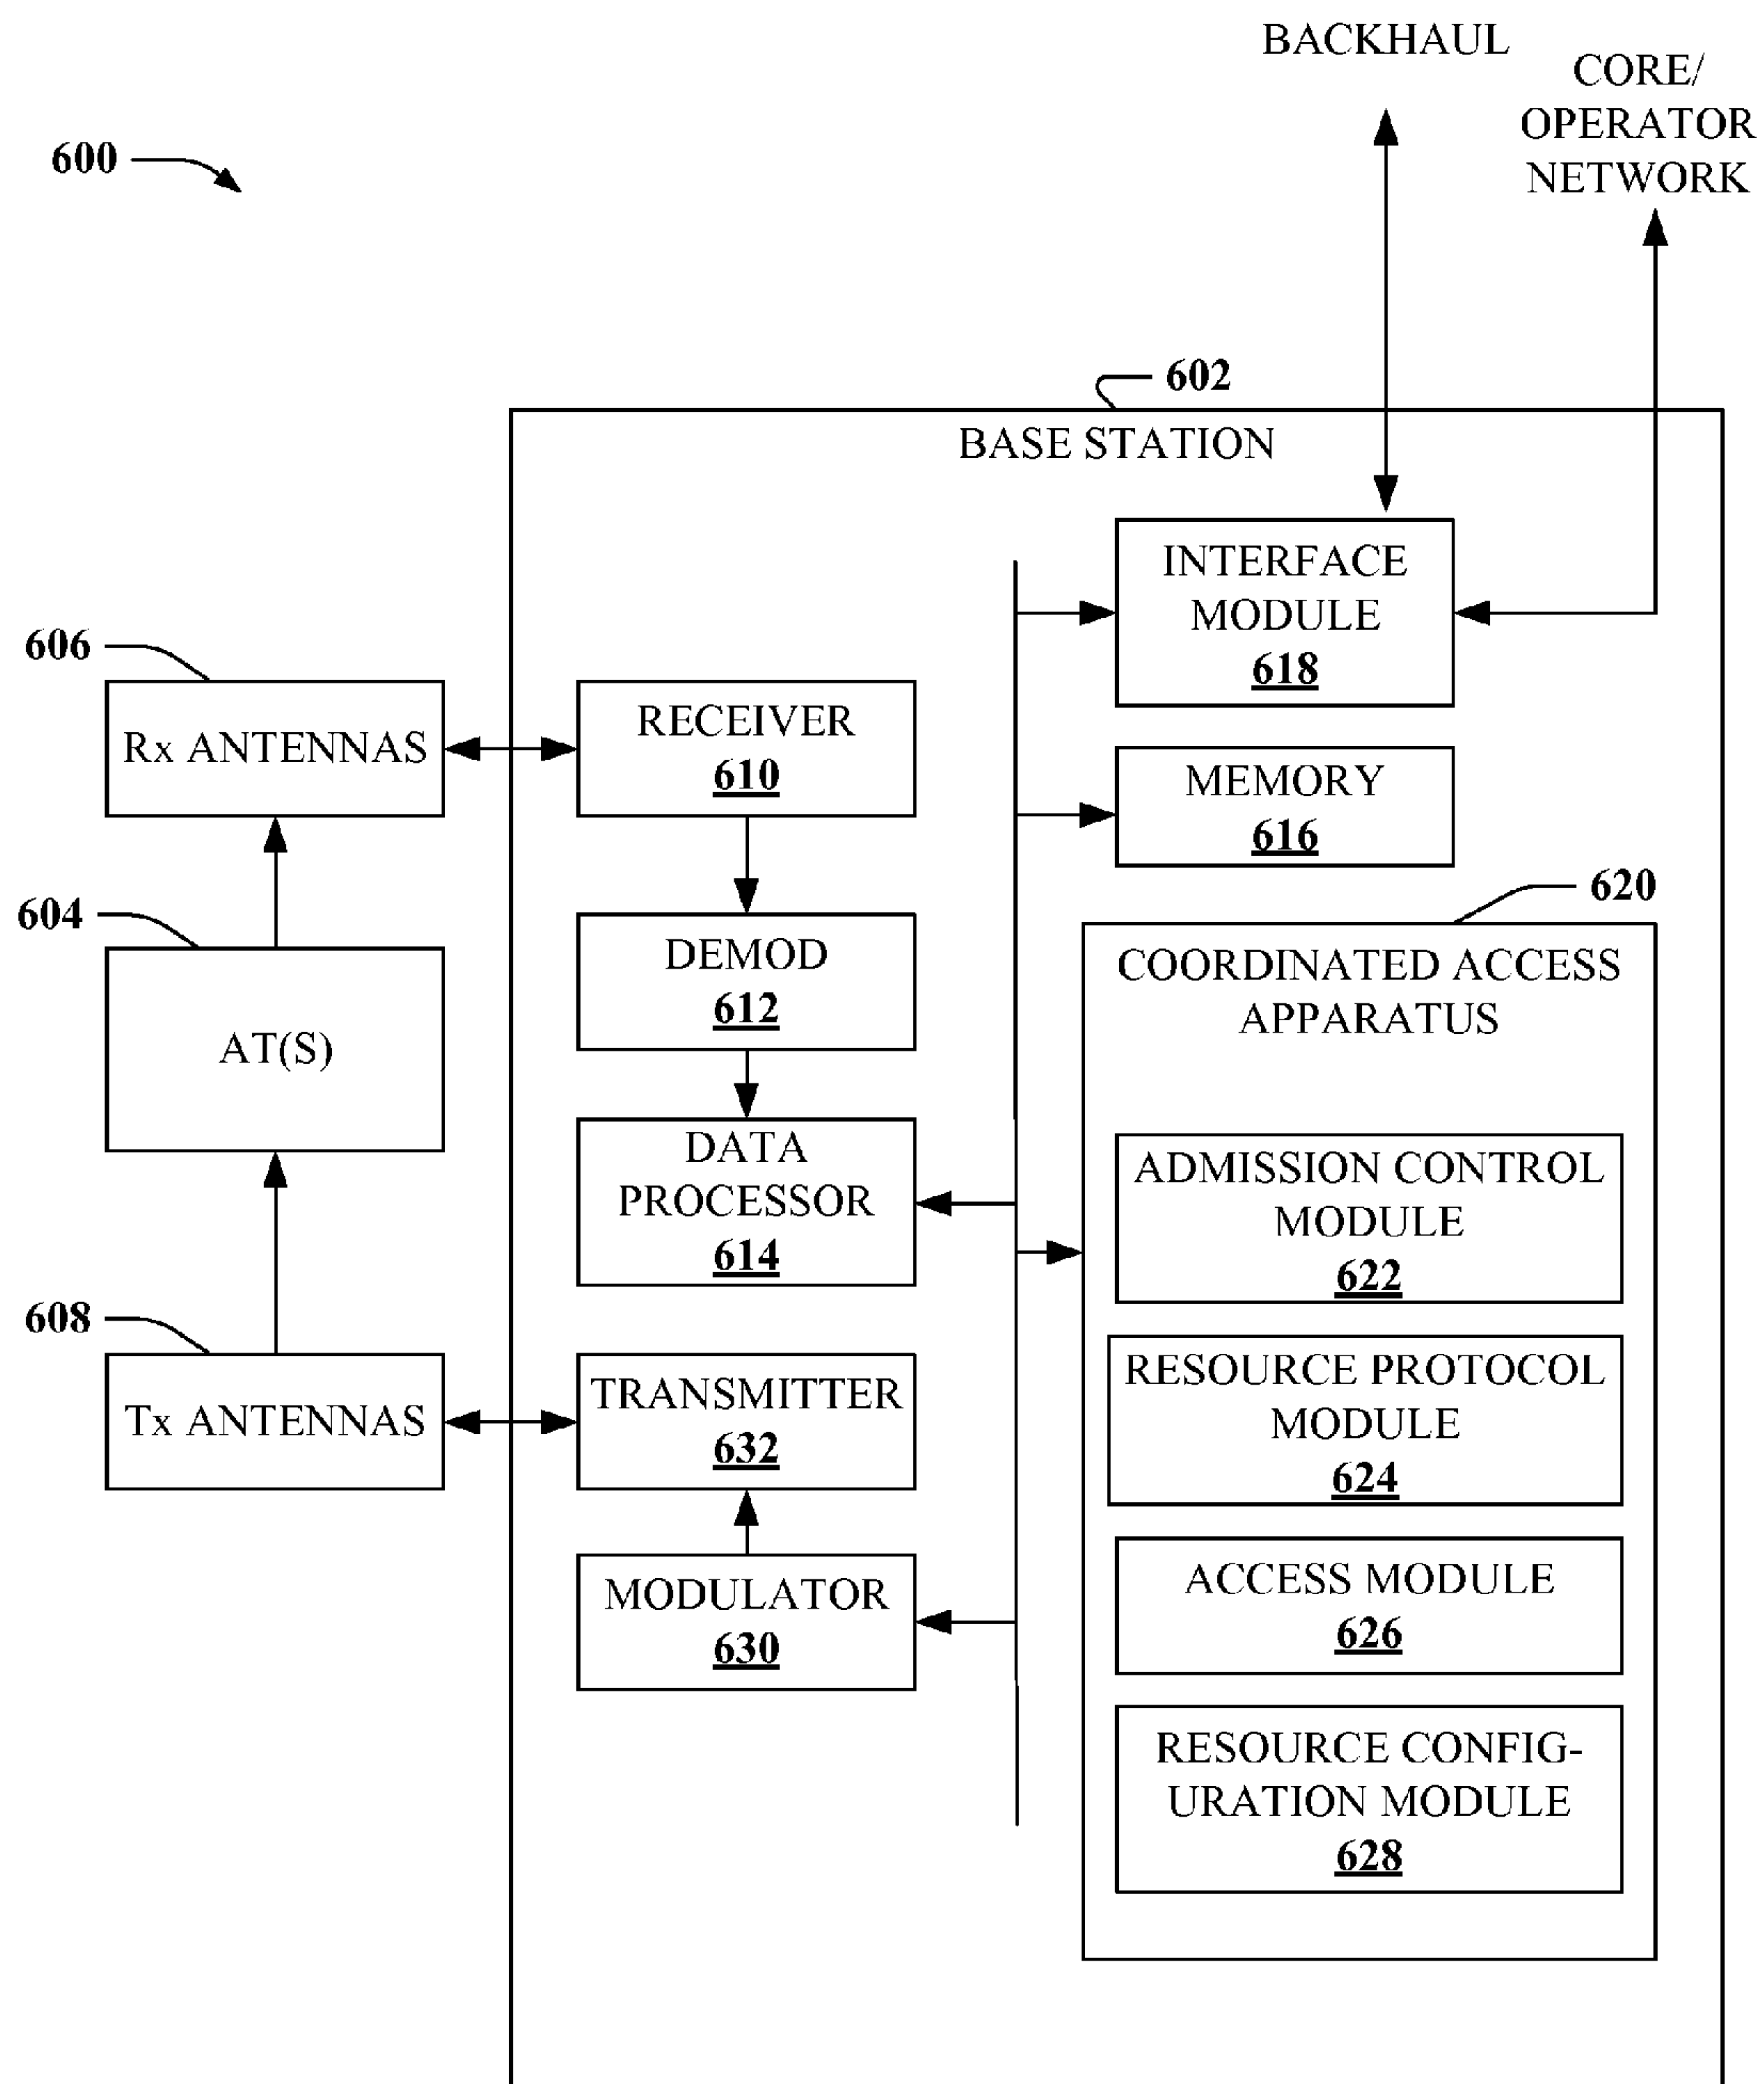 BACKHAUL
CORE/
OPERATOR
NETWORK
600
602
BASE STATION
INTERFACE
MODULE
618
606
Rx ANTENNAS
RECEIVER
610
MEMORY
616
604
AT(S)
DEMOD
612
620
COORDINATED ACCESS
APPARATUS
DATA
PROCESSOR
614
ADMISSION CONTROL
MODULE
622
608
Tx ANTENNAS
TRANSMITTER
632
RESOURCE PROTOCOL
MODULE
624
MODULATOR
630
ACCESS MODULE
626
RESOURCE CONFIG-
URATION MODULE
628